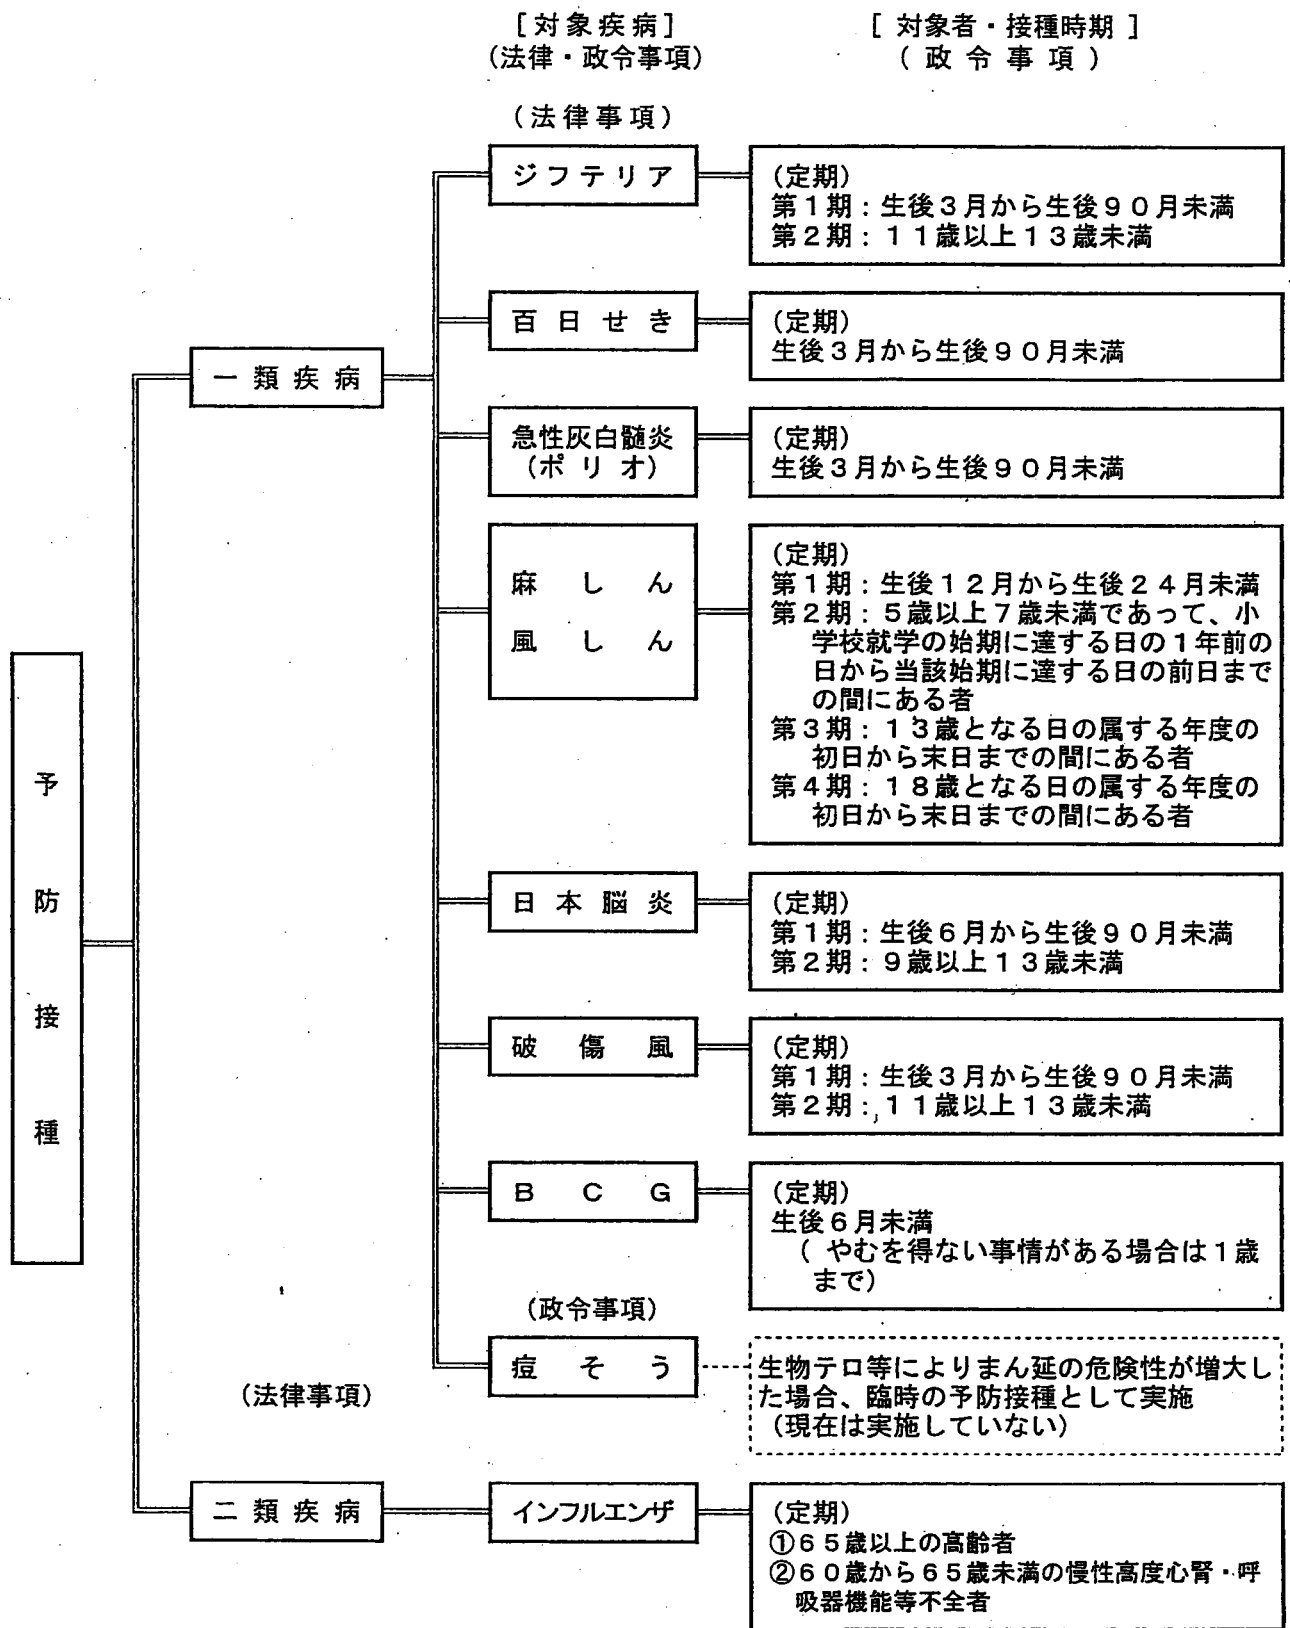 [対象疾病]
(法律・政令事項)
[対象者・接種時期]
(政令事項)
(法律事項)
ジフテリア
(定期)
第1期：生後3月から生後90月未満
第2期：11歳以上13歳未満
百日せき
(定期)
生後3月から生後90月未満
一類疾病
急性灰白髄炎
(ポリオ)
(定期)
生後3月から生後90月未満
麻しん
風しん
(定期)
第1期：生後12月から生後24月未満
第2期：5歳以上7歳未満であって、小
学校就学の始期に達する日の1年前の
日から当該始期に達する日の前日まで
の間にある者
第3期：13歳となる日の属する年度の
初日から末日までの間にある者
第4期：18歳となる日の属する年度の
初日から末日までの間にある者
予防接種
日本脳炎
(定期)
第1期：生後6月から生後90月未満
第2期：9歳以上13歳未満
破傷風
(定期)
第1期：生後3月から生後90月未満
第2期：11歳以上13歳未満
BCG
(定期)
生後6月未満
(やむを得ない事情がある場合は1歳
まで)
(政令事項)
痘そう
生物テロ等によりまん延の危険性が増大し
た場合、臨時の予防接種として実施
(現在は実施していない)
(法律事項)
二類疾病
インフルエンザ
(定期)
①65歳以上の高齢者
②60歳から65歳未満の慢性高度心腎・呼
吸器機能等不全者